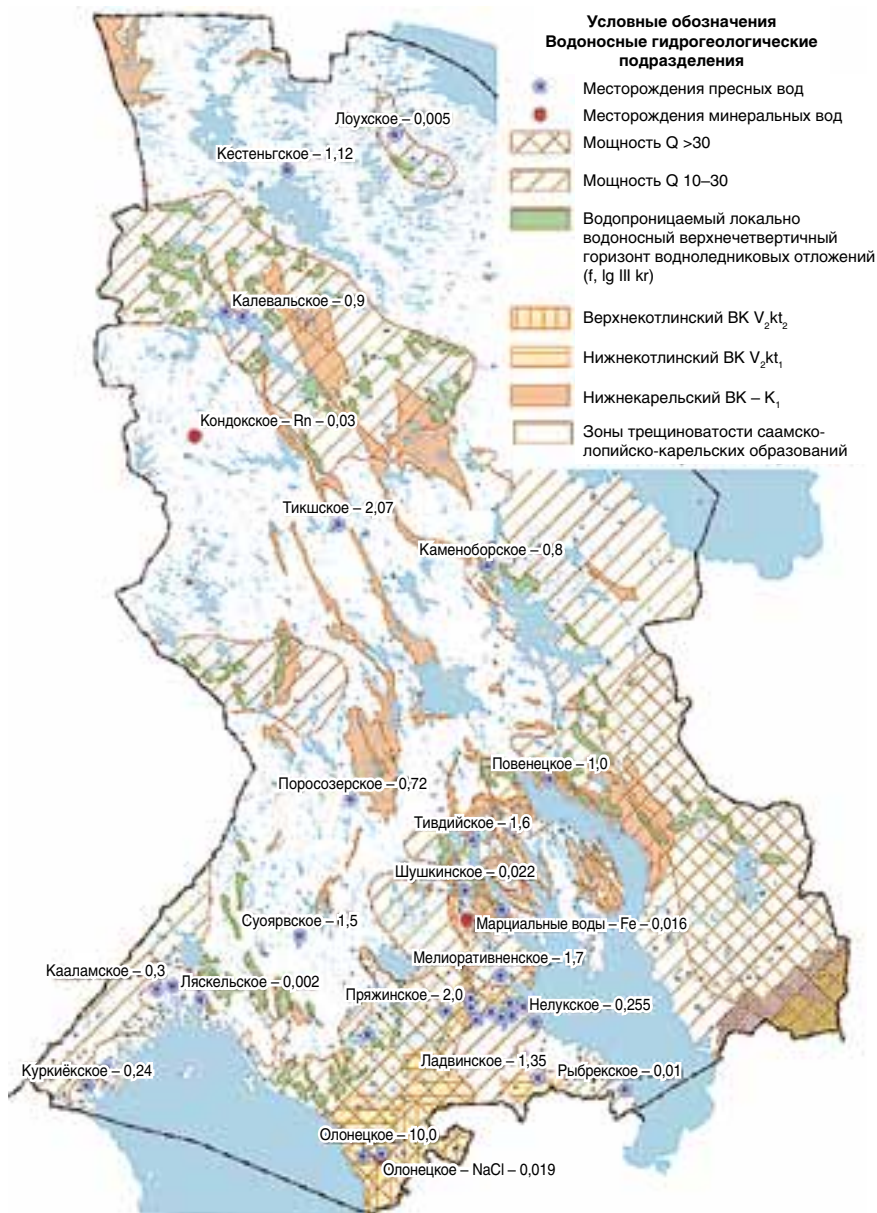 Условные обозначения
Водоносные гидрогеологические
подразделения
Месторождения пресных вод
Месторождения минеральных вод
Мощность Q >30
Мощность Q 10–30
Водопроницаемый локально
водоносный верхнечетвертичный
горизонт водноледниковых отложений
(f, lg III kr)
Верхнекотлинский ВК V₂kt₂
Нижнекотлинский ВК V₂kt₁
Нижнекарельский ВК – K₁
Зоны трещиноватости саамско-
лопийско-карельских образований
Лоухское – 0,005
Кестеньгское – 1,12
Калевальское – 0,9
Кондокское – Rn – 0,03
Тикшское – 2,07
Каменоборское – 0,8
Повенецкое – 1,0
Поросозерское – 0,72
Тивдийское – 1,6
Шушкинское – 0,022
Суоярвское – 1,5
Марциальные воды – Fe – 0,016
Мелиоративненское – 1,7
Кааламское – 0,3
Ляскельское – 0,002
Пряжинское – 2,0
Нелукское – 0,255
Ладвинское – 1,35
Рыбрекское – 0,01
Куркиёкское – 0,24
Олонецкое – 10,0
Олонецкое – NaCl – 0,019